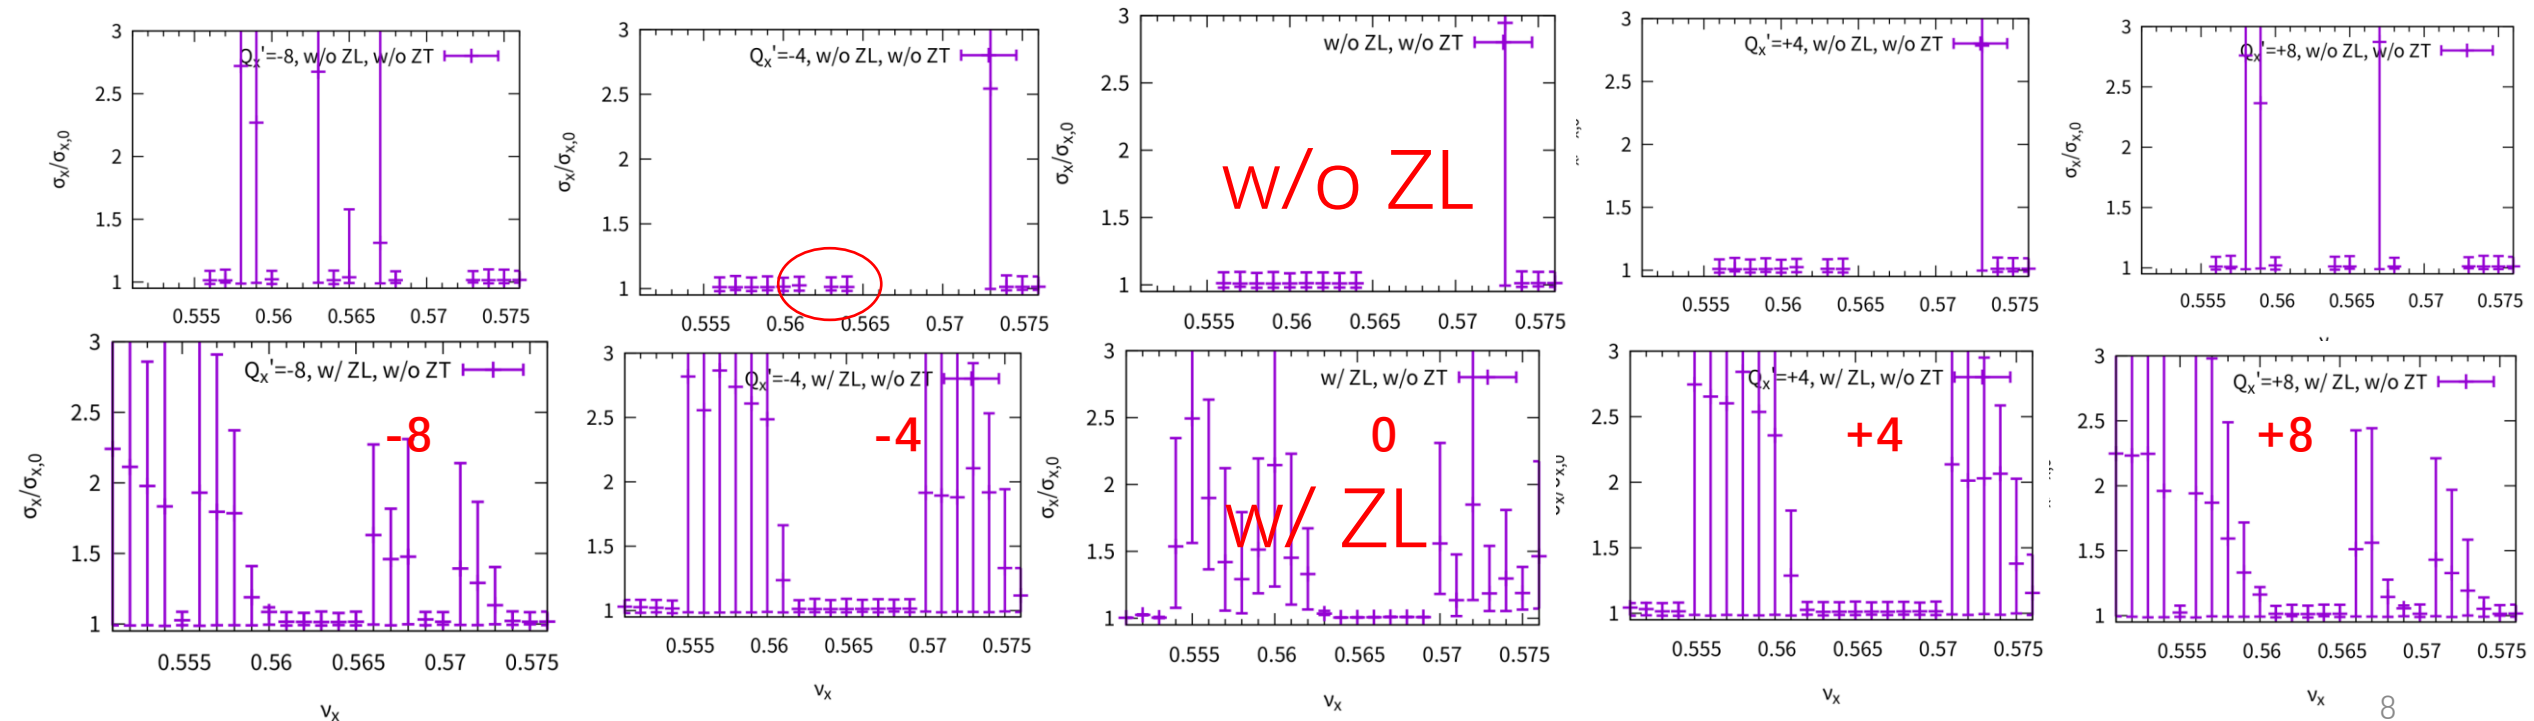 Qx'=-8, w/o ZL, w/o ZT
3
2.5
2
1.5
1
σx/σx,0
0.555 0.56 0.565 0.57 0.575
Qx'=-4, w/o ZL, w/o ZT
3
2.5
2
1.5
1
σx/σx,0
0.555 0.56 0.565 0.57 0.575
w/o ZL, w/o ZT
3
2.5
2
1.5
1
σx/σx,0
w/o ZL
0.555 0.56 0.565 0.57 0.575
Qx'=+4, w/o ZL, w/o ZT
3
2.5
2
1.5
1
0.555 0.56 0.565 0.57 0.575
Qx'=+8, w/o ZL, w/o ZT
3
2.5
2
1.5
1
σx/σx,0
0.555 0.56 0.565 0.57 0.575
Qx'=-8, w/ ZL, w/o ZT
3
2.5
2
1.5
1
σx/σx,0
-8
0.555 0.56 0.565 0.57 0.575
νx
Qx'=-4, w/ ZL, w/o ZT
3
2.5
2
1.5
1
-4
0.555 0.56 0.565 0.57 0.575
νx
w/ ZL, w/o ZT
3
2.5
2
1.5
1
σx/σx,0
0
w/ ZL
0.555 0.56 0.565 0.57 0.575
νx
Qx'=+4, w/ ZL, w/o ZT
3
2.5
2
1.5
1
+4
0.555 0.56 0.565 0.57 0.575
νx
Qx'=+8, w/ ZL, w/o ZT
3
2.5
2
1.5
1
+8
0.555 0.56 0.565 0.57 0.575
νx
8